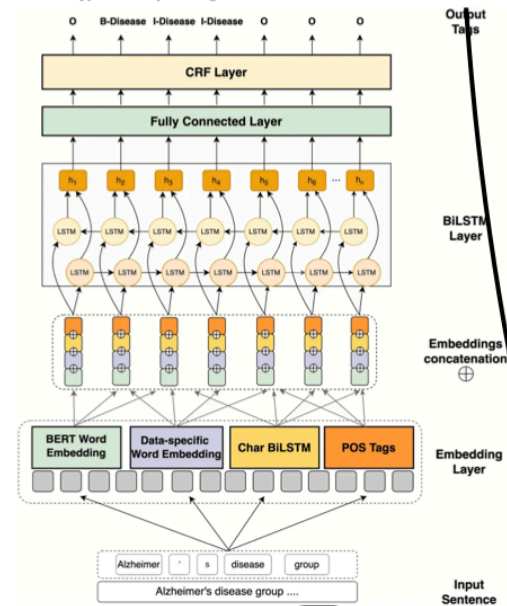 O B-Disease I-Disease I-Disease O O O
Output
Tags
CRF Layer
Fully Connected Layer
h1 h2 h3 h4 h5 h6 ... hn
LSTM LSTM LSTM LSTM LSTM LSTM LSTM
BiLSTM
Layer
LSTM LSTM LSTM LSTM LSTM LSTM LSTM
Embeddings
concatenation
⊕
BERT Word
Embedding
Data-specific
Word Embedding
Char BiLSTM
POS Tags
Embedding
Layer
Alzheimer ' s disease group
Alzheimer's disease group ....
Input
Sentence